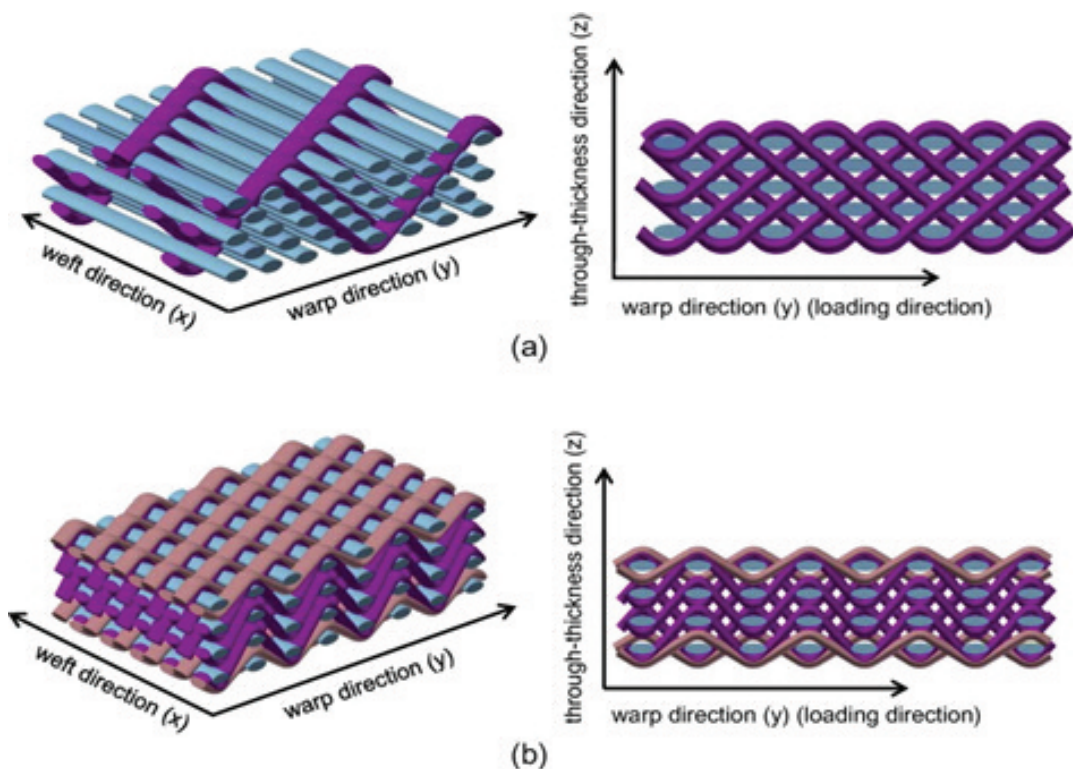 weft direction (x)
warp direction (y)
through-thickness direction (z)
warp direction (y) (loading direction)
(a)
weft direction (x)
warp direction (y)
through-thickness direction (z)
warp direction (y) (loading direction)
(b)